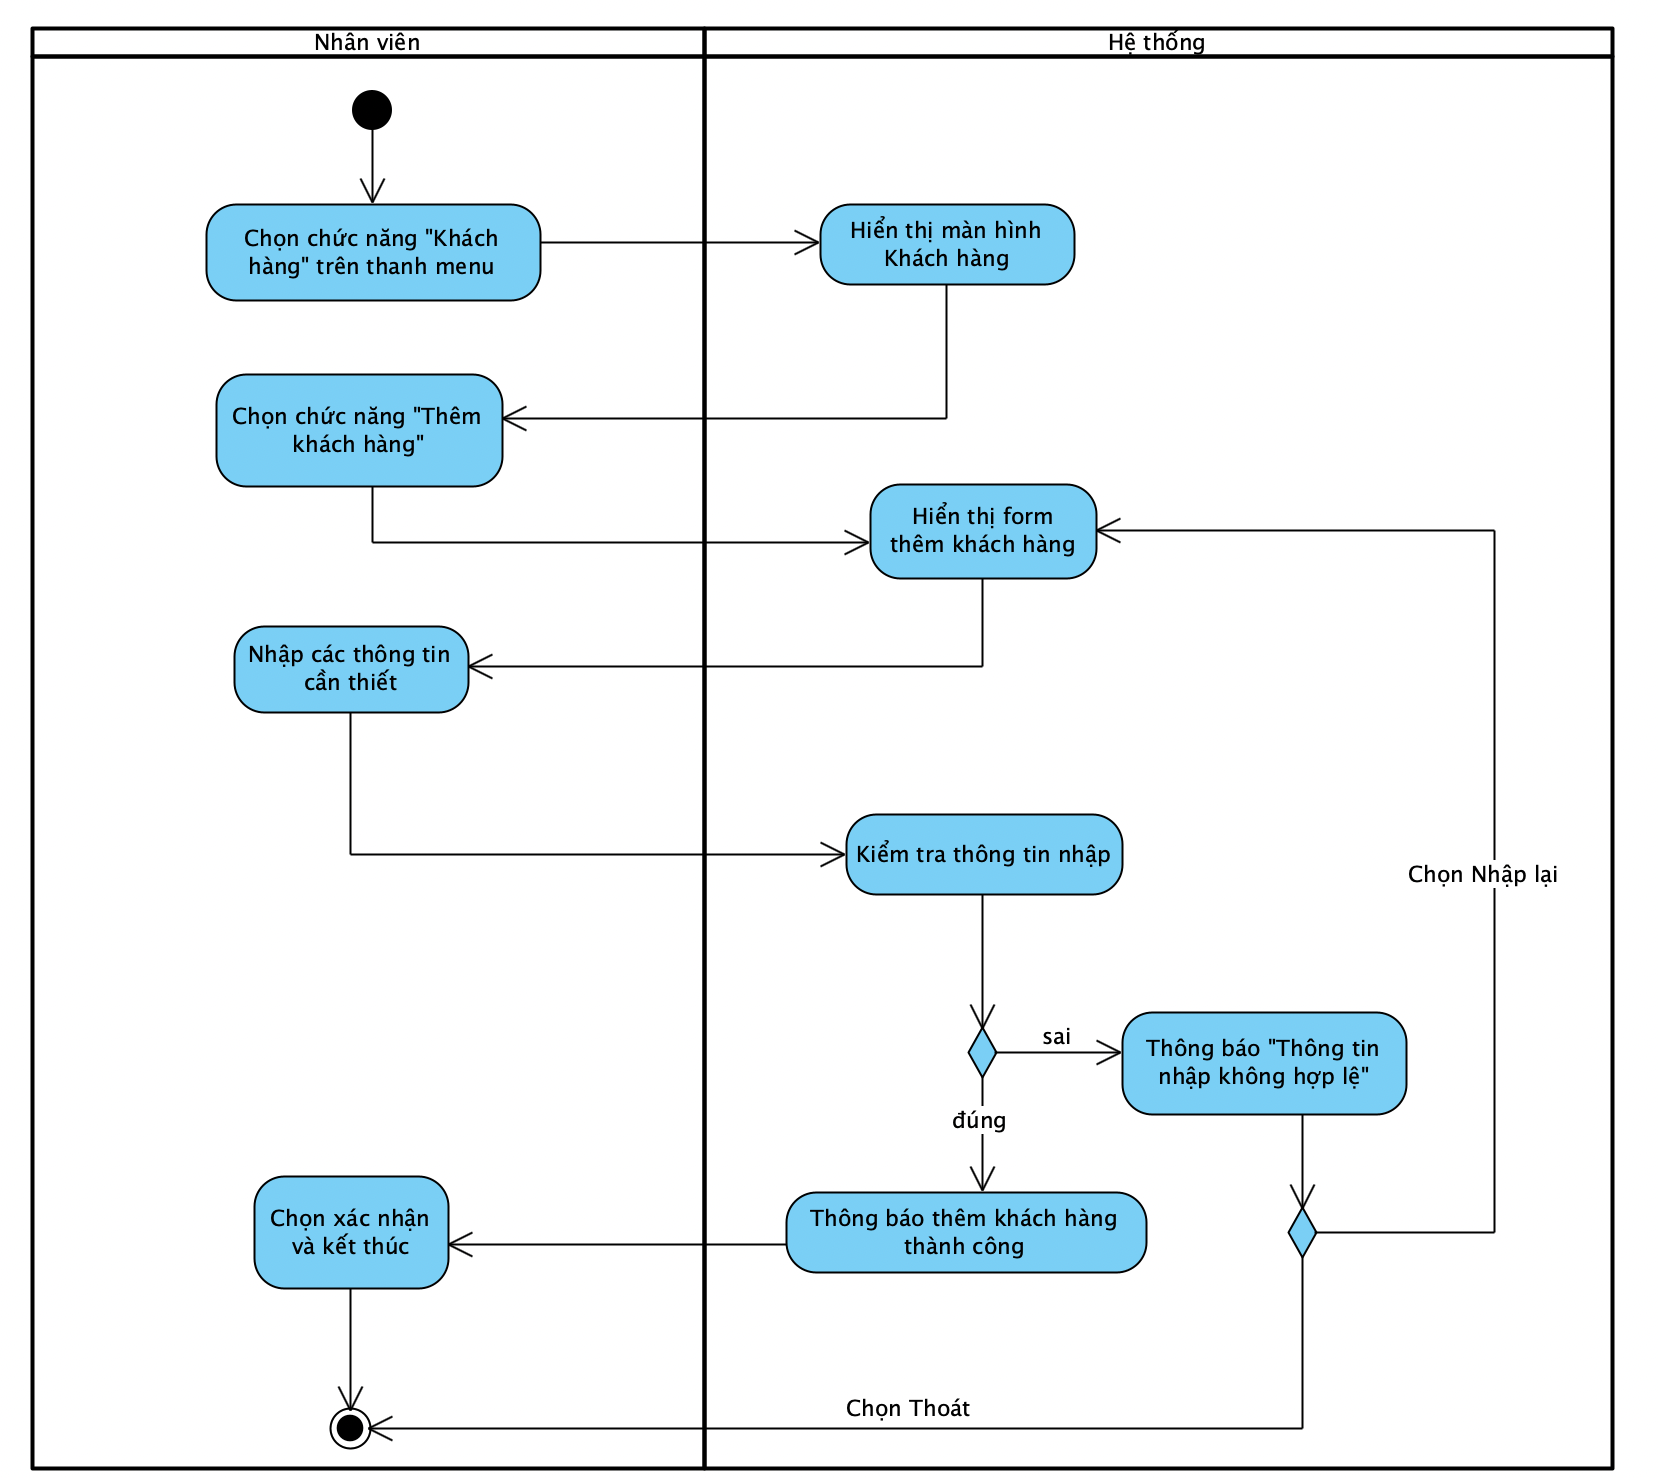 Nhân viên
Hệ thống
Chọn chức năng "Khách
hàng" trên thanh menu
Hiển thị màn hình
Khách hàng
Chọn chức năng "Thêm
khách hàng"
Hiển thị form
thêm khách hàng
Nhập các thông tin
cần thiết
Kiểm tra thông tin nhập
Chọn Nhập lại
sai
Thông báo "Thông tin
nhập không hợp lệ"
đúng
Chọn xác nhận
và kết thúc
Thông báo thêm khách hàng
thành công
Chọn Thoát